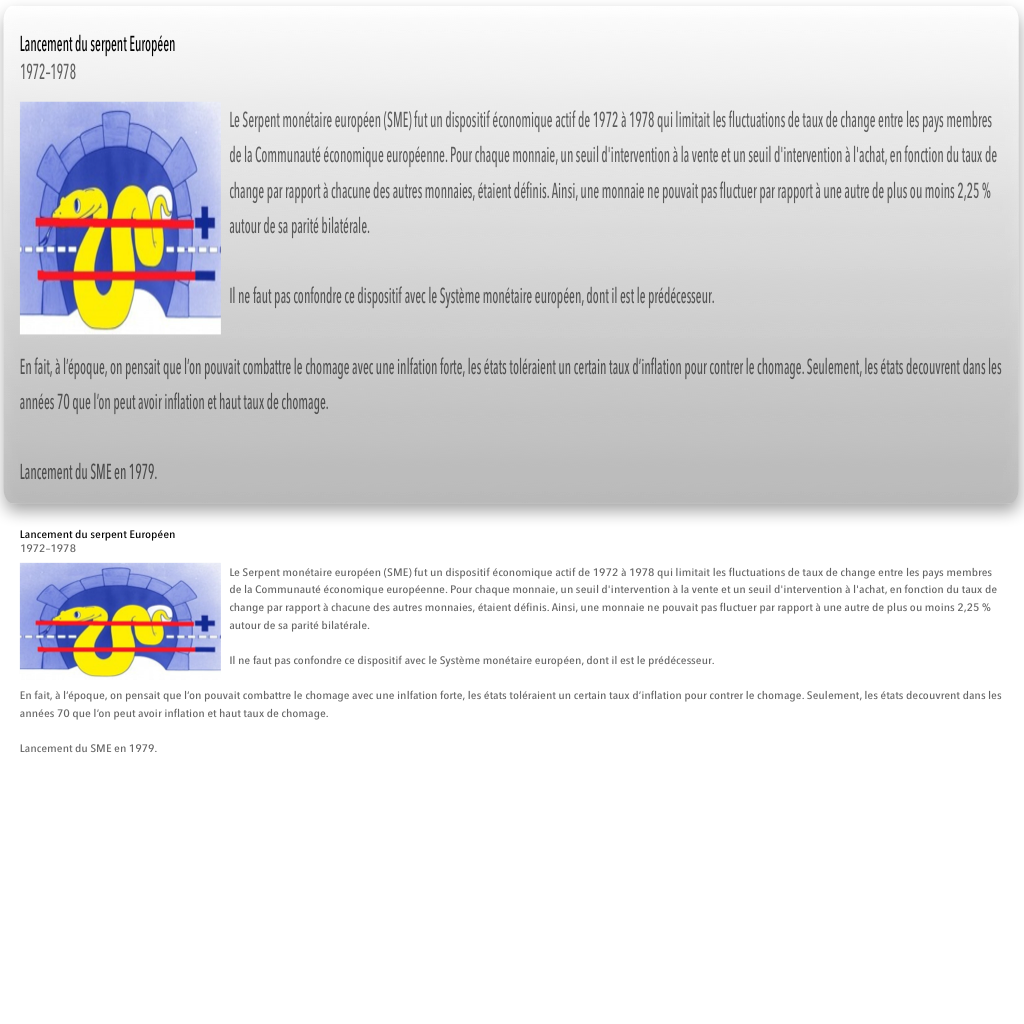 Lancement du serpent Européen
1972-1978
Le Serpent monétaire européen (SME) fut un dispositif économique actif de 1972 à 1978 qui limitait les fluctuations de taux de change entre les pays membres
de la Communauté économique européenne. Pour chaque monnaie, un seuil d'intervention à la vente et un seuil d'intervention à l'achat, en fonction du taux de
change par rapport à chacune des autres monnaies, étaient définis. Ainsi, une monnaie ne pouvait pas fluctuer par rapport à une autre de plus ou moins 2,25 %
autour de sa parité bilatérale.
Il ne faut pas confondre ce dispositif avec le Système monétaire européen, dont il est le prédécesseur.
En fait, à l’époque, on pensait que l’on pouvait combattre le chomage avec une inlfation forte, les états toléraient un certain taux d’inflation pour contrer le chomage. Seulement, les états decouvrent dans les
années 70 que l’on peut avoir inflation et haut taux de chomage.
Lancement du SME en 1979.
Lancement du serpent Européen
1972-1978
Le Serpent monétaire européen (SME) fut un dispositif économique actif de 1972 à 1978 qui limitait les fluctuations de taux de change entre les pays membres
de la Communauté économique européenne. Pour chaque monnaie, un seuil d'intervention à la vente et un seuil d'intervention à l'achat, en fonction du taux de
change par rapport à chacune des autres monnaies, étaient définis. Ainsi, une monnaie ne pouvait pas fluctuer par rapport à une autre de plus ou moins 2,25 %
autour de sa parité bilatérale.
Il ne faut pas confondre ce dispositif avec le Système monétaire européen, dont il est le prédécesseur.
En fait, à l’époque, on pensait que l’on pouvait combattre le chomage avec une inlfation forte, les états toléraient un certain taux d’inflation pour contrer le chomage. Seulement, les états decouvrent dans les
années 70 que l’on peut avoir inflation et haut taux de chomage.
Lancement du SME en 1979.